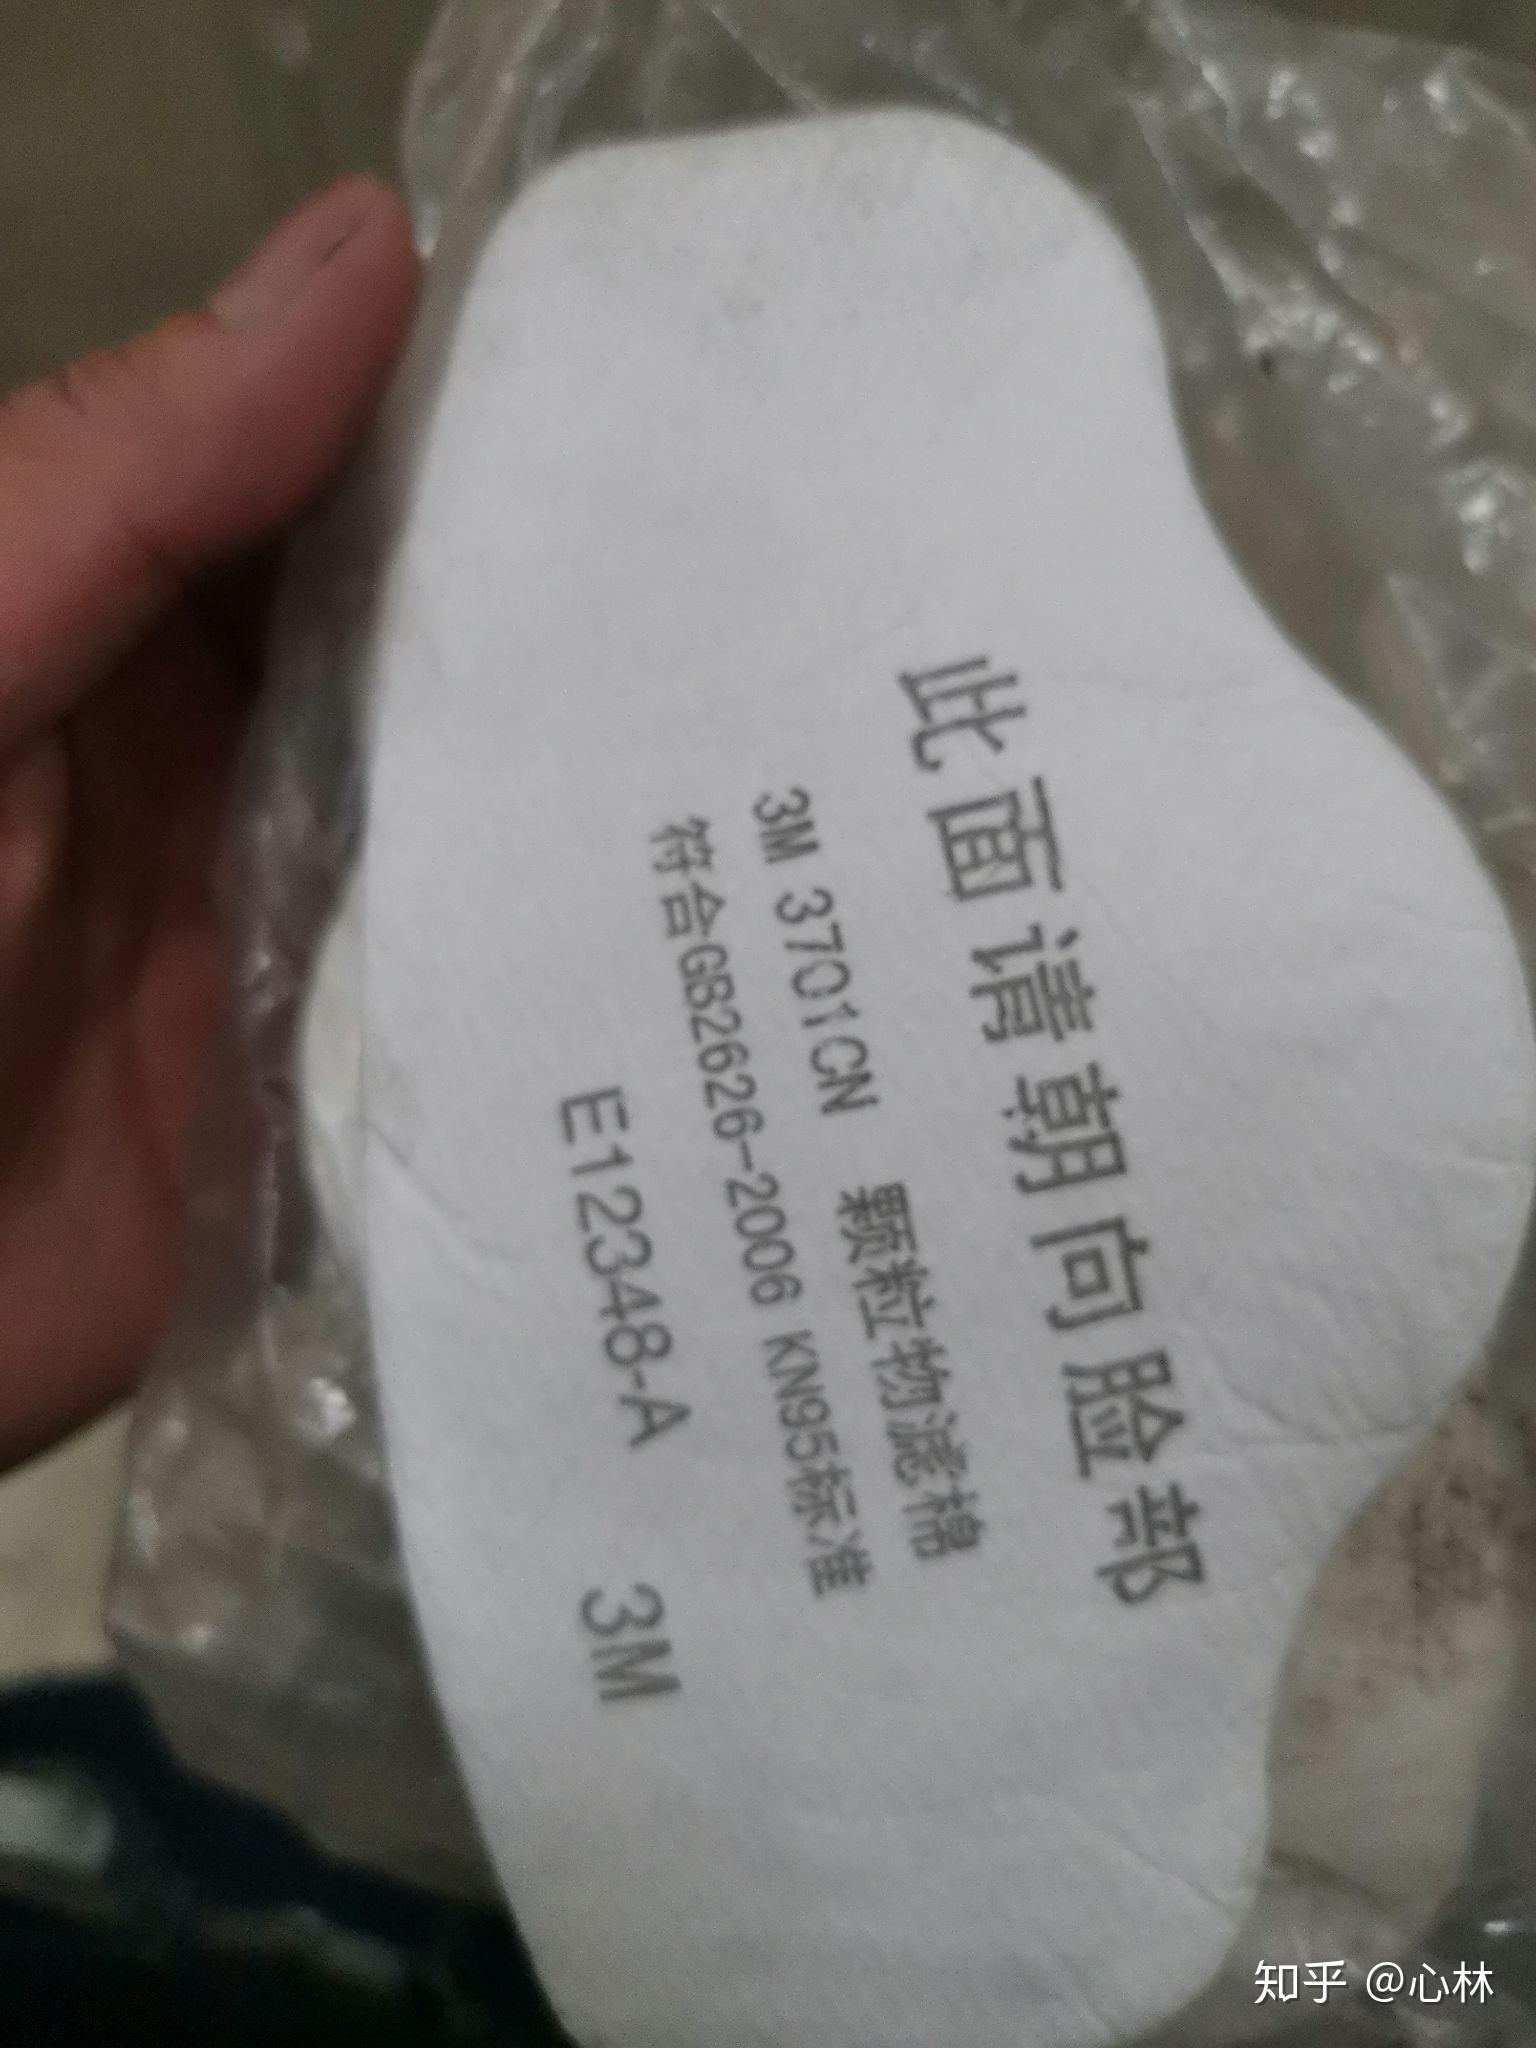 此面请朝向脸部
3M 3701CN 颗粒物滤棉
符合GB2626-2006 KN95标准
E12348-A 3M
知乎 @心林